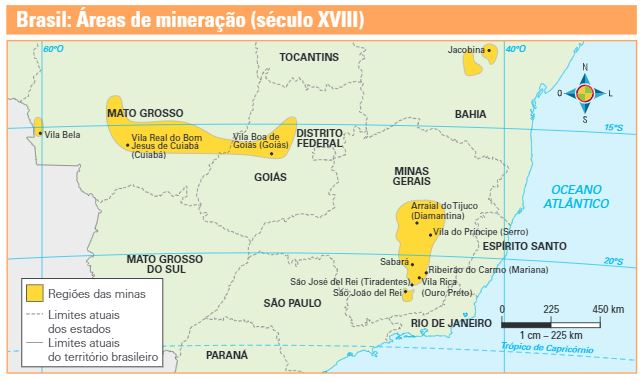 Brasil: Áreas de mineração (século XVIII)
60°O
40°O
TOCANTINS
Jacobina
N
O
L
S
MATO GROSSO
BAHIA
15°S
Vila Bela
Vila Real do Bom
Jesus de Cuiabá
(Cuiabá)
Vila Boa de
Goiás (Goiás)
DISTRITO
FEDERAL
GOIÁS
MINAS
GERAIS
OCEANO
ATLÂNTICO
Arraial do Tijuco
(Diamantina)
Vila do Príncipe (Serro)
ESPÍRITO SANTO
MATO GROSSO
DO SUL
20°S
Sabará
Ribeirão do Carmo (Mariana)
São José del Rei (Tiradentes)
Vila Rica
(Ouro Preto)
São João del Rei
SÃO PAULO
RIO DE JANEIRO
PARANÁ
Regiões das minas
Limites atuais
dos estados
Limites atuais
do território brasileiro
0 225 450 km
1 cm – 225 km
Trópico de Capricórnio